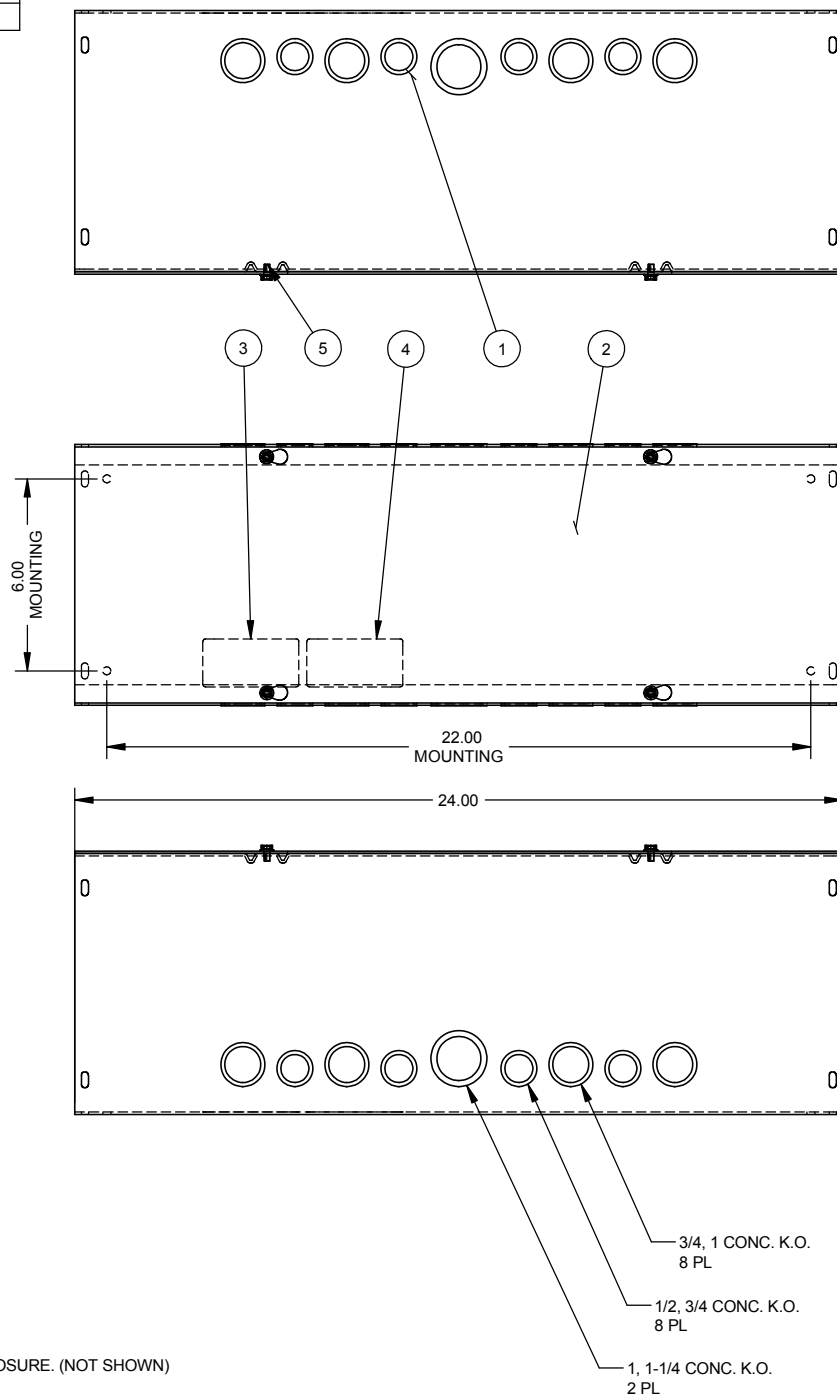 3
5
4
1
2
6.00
MOUNTING
22.00
MOUNTING
24.00
3/4, 1 CONC. K.O.
8 PL
1/2, 3/4 CONC. K.O.
8 PL
1, 1-1/4 CONC. K.O.
2 PL
OSURE. (NOT SHOWN)